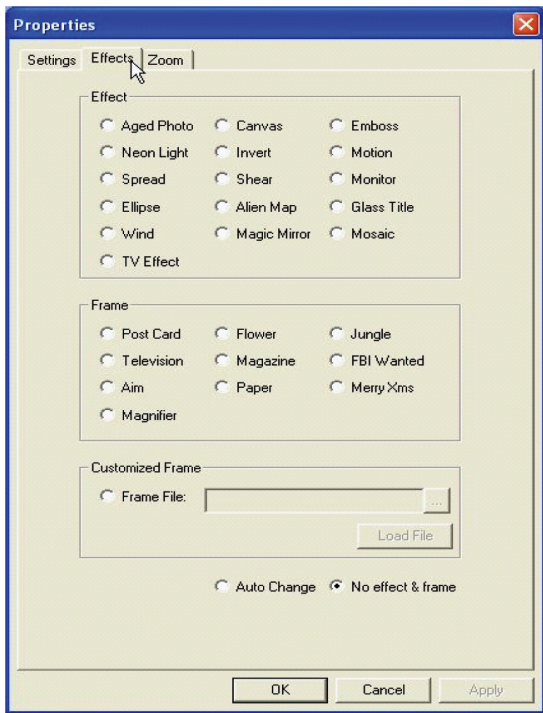 Properties
Settings Effects Zoom
Effect
Aged Photo Canvas Emboss
Neon Light Invert Motion
Spread Shear Monitor
Ellipse Alien Map Glass Title
Wind Magic Mirror Mosaic
TV Effect
Frame
Post Card Flower Jungle
Television Magazine FBI Wanted
Aim Paper Merry Xms
Magnifier
Customized Frame
Frame File: ...
Load File
Auto Change No effect & frame
OK Cancel Apply